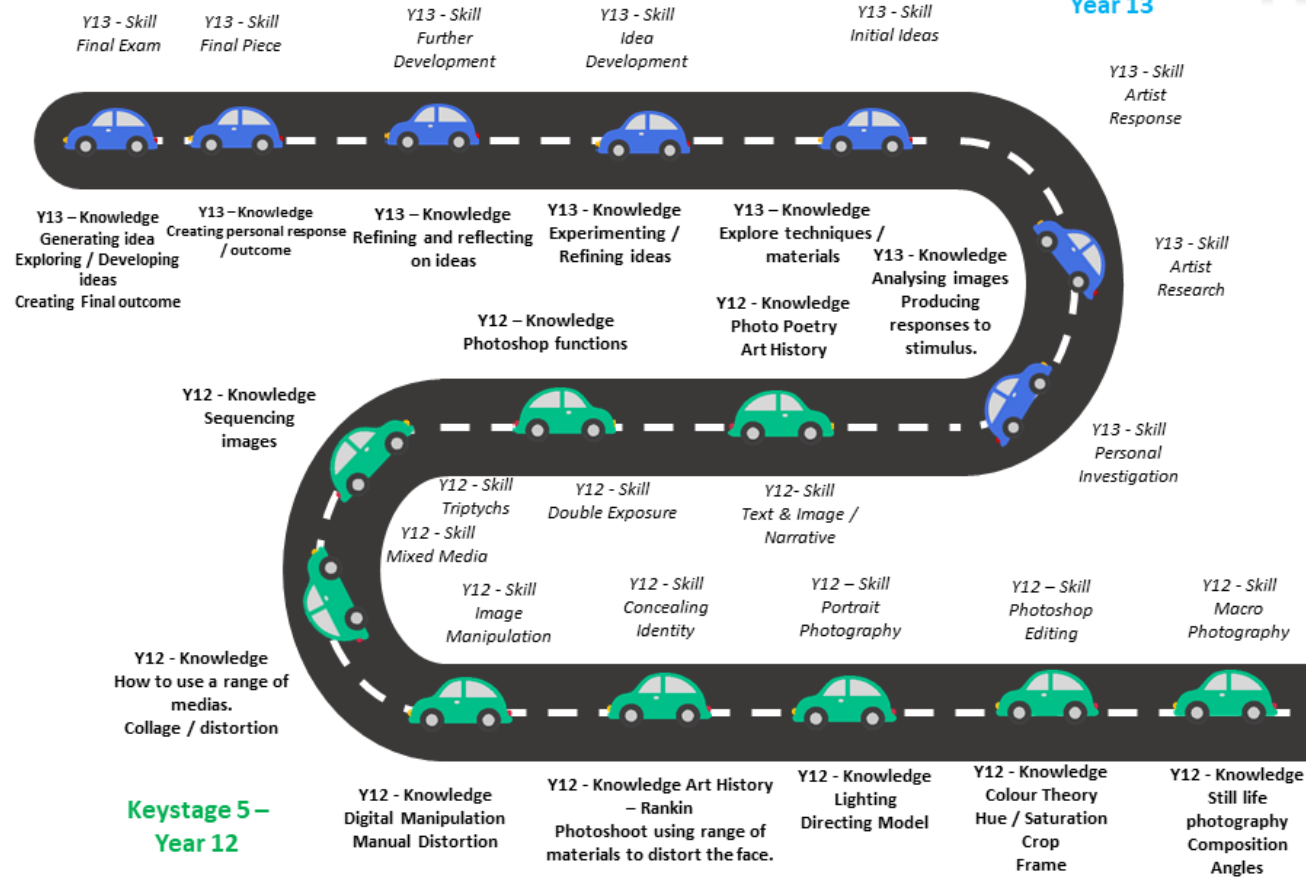 Year 13
Y13 - Skill
Final Exam
Y13 - Skill
Final Piece
Y13 - Skill
Further
Development
Y13 - Skill
Idea
Development
Y13 - Skill
Initial Ideas
Y13 - Skill
Artist
Response
Y13 – Knowledge
Generating idea
Exploring / Developing
ideas
Creating Final outcome
Y13 – Knowledge
Creating personal response
/ outcome
Y13 – Knowledge
Refining and reflecting
on ideas
Y13 - Knowledge
Experimenting /
Refining ideas
Y13 – Knowledge
Explore techniques /
materials
Y13 - Knowledge
Analysing images
Producing
responses to
stimulus.
Y13 - Skill
Artist
Research
Y12 – Knowledge
Photoshop functions
Y12 - Knowledge
Photo Poetry
Art History
Y12 - Knowledge
Sequencing
images
Y13 - Skill
Personal
Investigation
Y12 - Skill
Triptychs
Y12 - Skill
Double Exposure
Y12- Skill
Text & Image /
Narrative
Y12 - Skill
Mixed Media
Y12 - Skill
Image
Manipulation
Y12 - Skill
Concealing
Identity
Y12 – Skill
Portrait
Photography
Y12 – Skill
Photoshop
Editing
Y12 - Skill
Macro
Photography
Y12 - Knowledge
How to use a range of
medias.
Collage / distortion
Keystage 5 –
Year 12
Y12 - Knowledge
Digital Manipulation
Manual Distortion
Y12 - Knowledge Art History
– Rankin
Photoshoot using range of
materials to distort the face.
Y12 - Knowledge
Lighting
Directing Model
Y12 - Knowledge
Colour Theory
Hue / Saturation
Crop
Frame
Y12 - Knowledge
Still life
photography
Composition
Angles